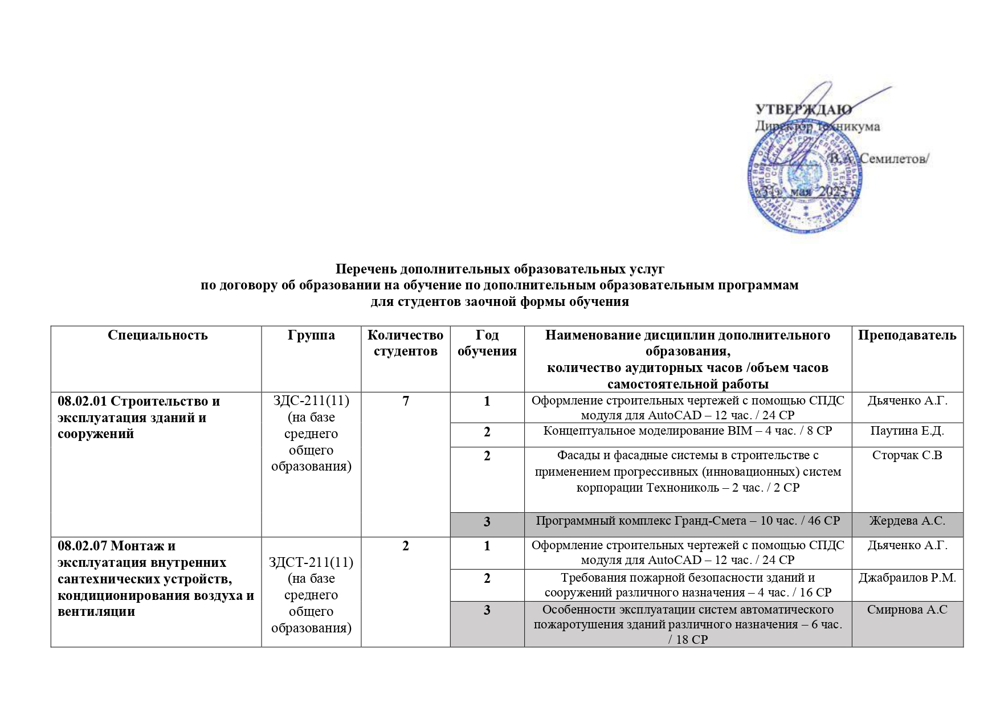 УТВЕРЖДАЮ
Директор техникума
/В.А. Семилетов/
«31» мая 2023 г.
Перечень дополнительных образовательных услуг
по договору об образовании на обучение по дополнительным образовательным программам
для студентов заочной формы обучения
Специальность
Группа
Количество
студентов
Год
обучения
Наименование дисциплин дополнительного
образования,
количество аудиторных часов /объем часов
самостоятельной работы
Преподаватель
08.02.01 Строительство и
эксплуатация зданий и
сооружений
ЗДС-211(11)
(на базе
среднего
общего
образования)
7
1
Оформление строительных чертежей с помощью СПДС
модуля для AutoCAD – 12 час. / 24 СР
Дьяченко А.Г.
2
Концептуальное моделирование BIM – 4 час. / 8 СР
Паутина Е.Д.
2
Фасады и фасадные системы в строительстве с
применением прогрессивных (инновационных) систем
корпорации Технониколь – 2 час. / 2 СР
Сторчак С.В
3
Программный комплекс Гранд-Смета – 10 час. / 46 СР
Жердева А.С.
08.02.07 Монтаж и
эксплуатация внутренних
сантехнических устройств,
кондиционирования воздуха и
вентиляции
ЗДСТ-211(11)
(на базе
среднего
общего
образования)
2
1
Оформление строительных чертежей с помощью СПДС
модуля для AutoCAD – 12 час. / 24 СР
Дьяченко А.Г.
2
Требования пожарной безопасности зданий и
сооружений различного назначения – 4 час. / 16 СР
Джабраилов Р.М.
3
Особенности эксплуатации систем автоматического
пожаротушения зданий различного назначения – 6 час.
/ 18 СР
Смирнова А.С